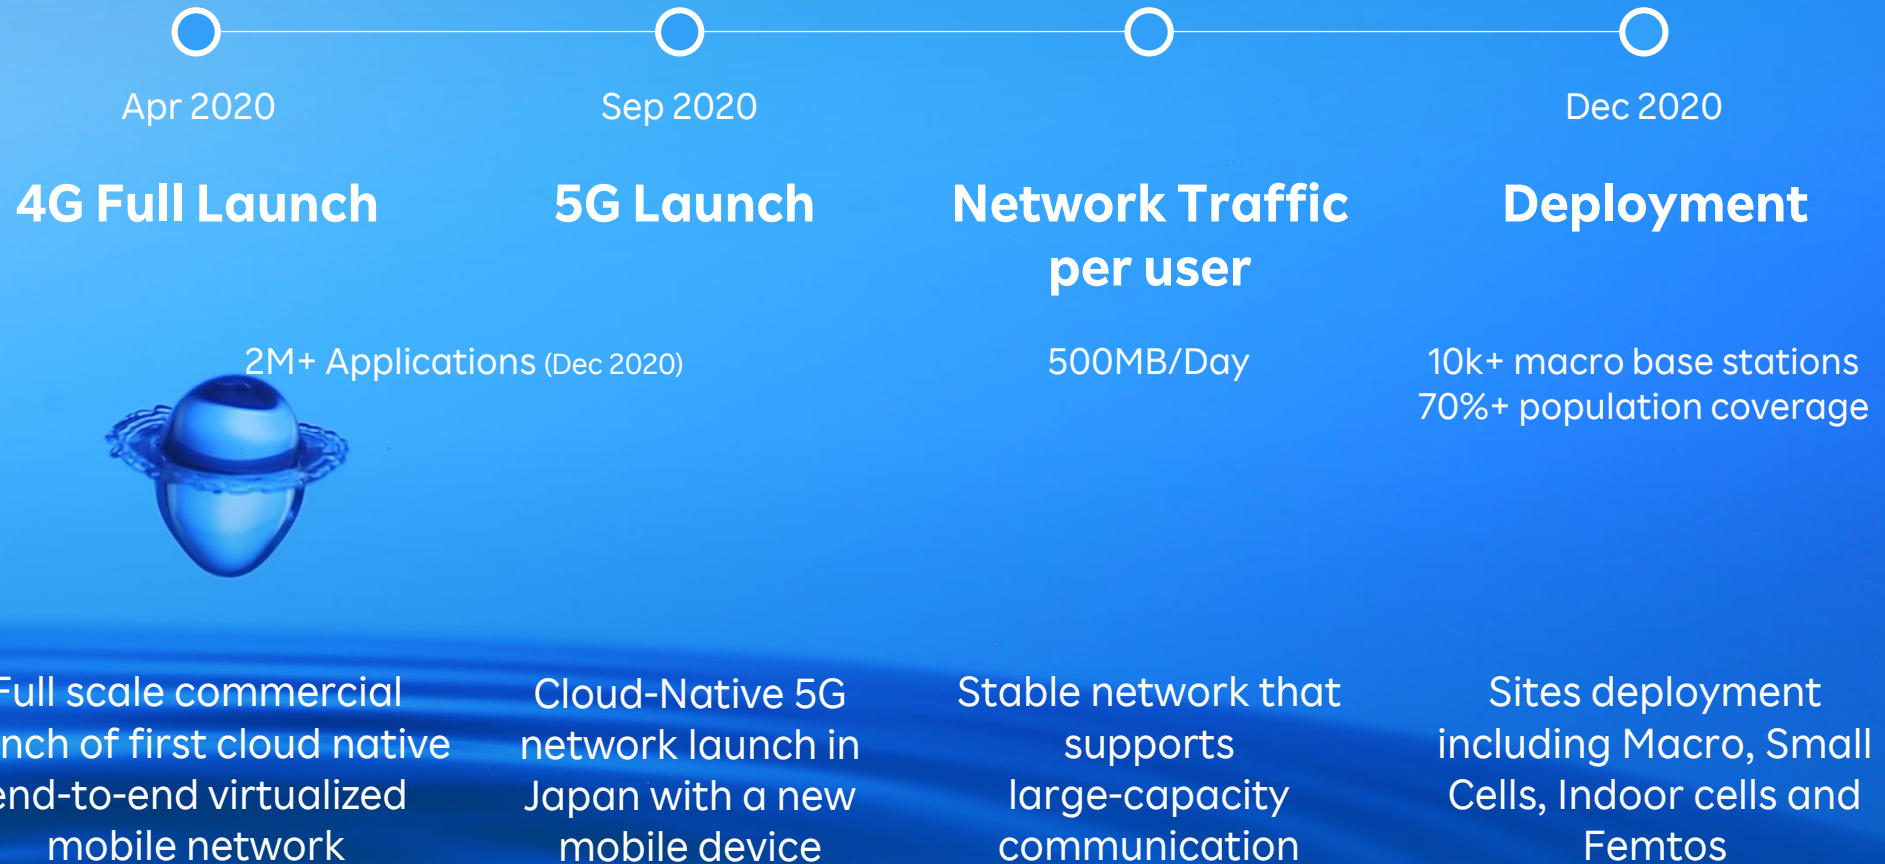 Apr 2020
Sep 2020
Dec 2020
4G Full Launch
5G Launch
Network Traffic
per user
Deployment
2M+ Applications (Dec 2020)
500MB/Day
10k+ macro base stations
70%+ population coverage
Full scale commercial
nch of first cloud native
end-to-end virtualized
mobile network
Cloud-Native 5G
network launch in
Japan with a new
mobile device
Stable network that
supports
large-capacity
communication
Sites deployment
including Macro, Small
Cells, Indoor cells and
Femtos